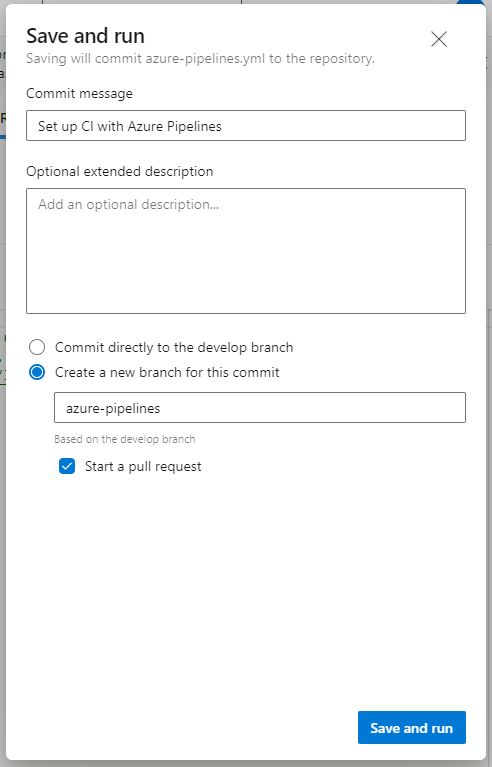 Save and run
Saving will commit azure-pipelines.yml to the repository.
Commit message
Set up CI with Azure Pipelines
Optional extended description
Add an optional description...
Commit directly to the develop branch
Create a new branch for this commit
azure-pipelines
Based on the develop branch
Start a pull request
Save and run